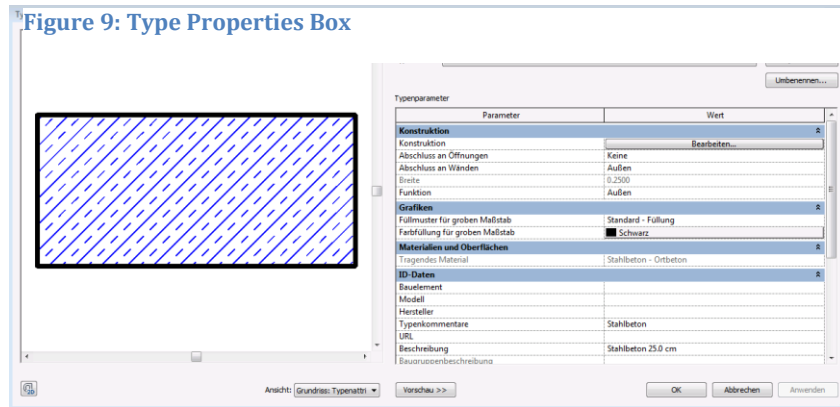 Figure 9: Type Properties Box
Umbenennen...
Typenparameter
Parameter Wert
Konstruktion
Konstruktion Bearbeiten...
Abschluss an Öffnungen Keine
Abschluss an Wänden Außen
Breite 0.2500
Funktion Außen
Grafiken
Füllmuster für groben Maßstab Standard - Füllung
Farbfüllung für groben Maßstab Schwarz
Materialien und Oberflächen
Tragendes Material Stahlbeton - Ortbeton
ID-Daten
Bauelement
Modell
Hersteller
Typenkommentare Stahlbeton
URL
Beschreibung Stahlbeton 25.0 cm
Baugruppenbeschreibung
Ansicht: Grundriss: Typenattri Vorschau >> OK Abbrechen Anwenden